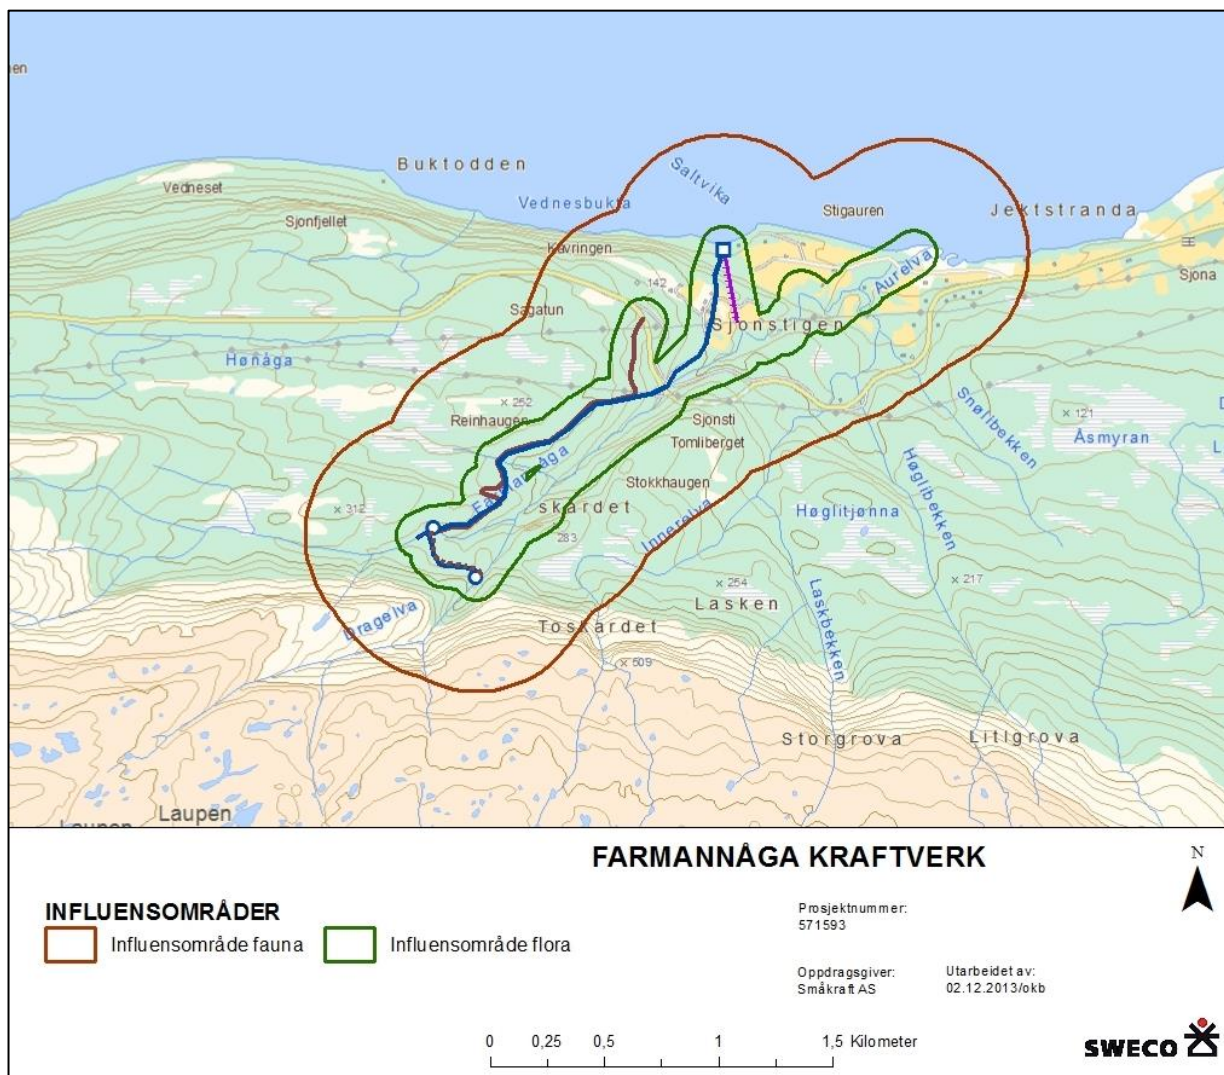 en
Buktodden
Saltvika
Vedneset
Vednesbukta
Stigauren
Jektstranda
Sjonfjellet
Kavringen
Aurelva
Sjona
142
Sagatun
Sjonstigen
Hønåga
252
Snøllbekken
Reinhaugen
Sjonsti
121
Tomliberget
Åsmyran
Høglibekken
Stokkhaugen
312
skardet
Høglitjønna
283
Innerelva
254
217
Lasken
Laskbekken
Dragelva
Toskardet
509
Storgrova
Litlgrova
Laupen
Laupen
FARMANNÅGA KRAFTVERK
N
INFLUENSOMRÅDER
Influensområde fauna
Influensområde flora
Prosjektnummer:
571593
Oppdragsgiver:
Småkraft AS
Utarbeidet av:
02.12.2013/okb
0 0,25 0,5 1 1,5 Kilometer
SWECO